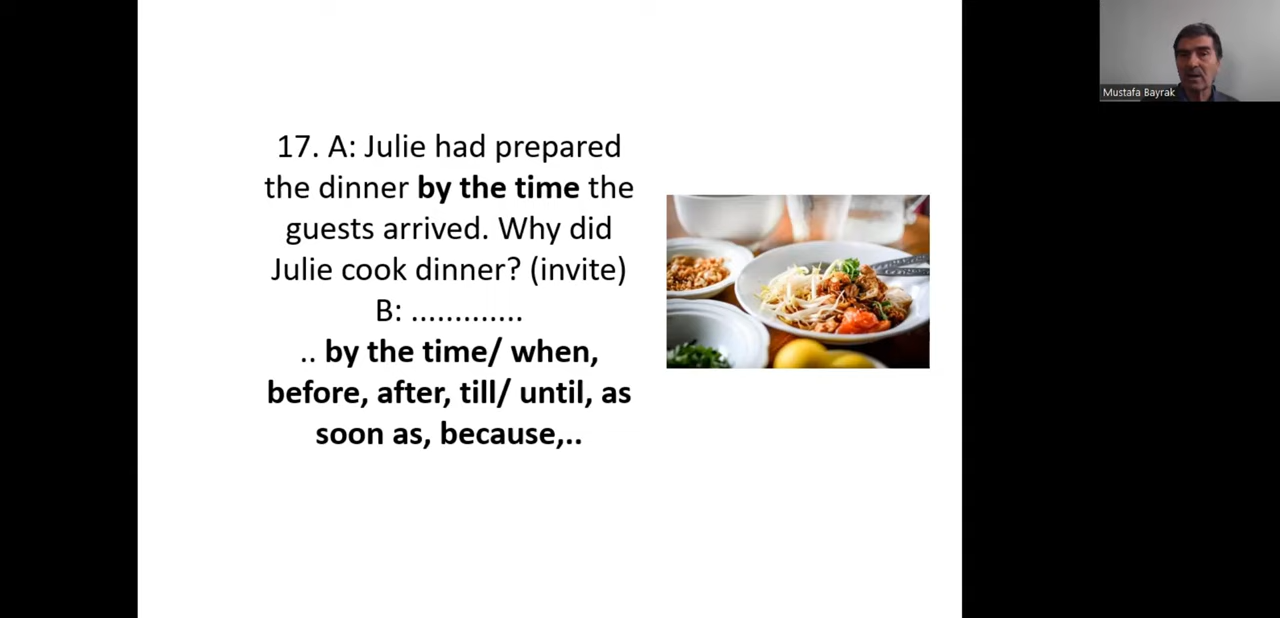 17. A: Julie had prepared
the dinner by the time the
guests arrived. Why did
Julie cook dinner? (invite)
B: .............
.. by the time/ when,
before, after, till/ until, as
soon as, because,..
Mustafa Bayrak